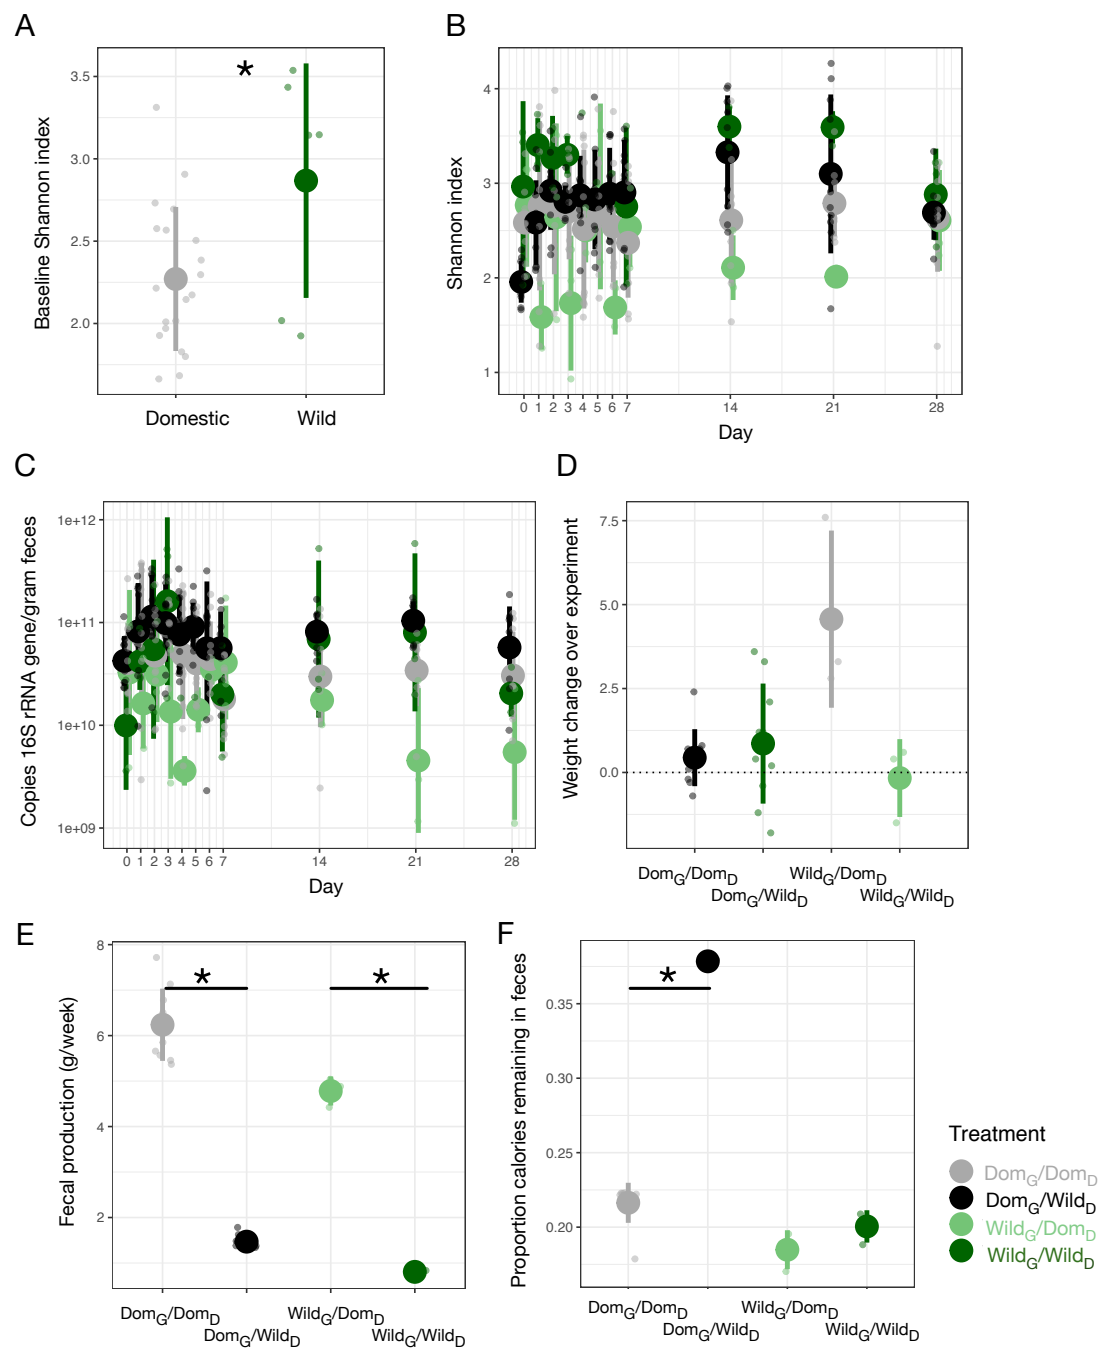 A
Baseline Shannon index
3.5
3.0
2.5
2.0
*
Domestic
Wild
B
Shannon index
4
3
2
1
0 1 2 3 4 5 6 7 14 21 28
Day
C
Copies 16S rRNA gene/gram feces
1e+12
1e+11
1e+10
1e+09
0 1 2 3 4 5 6 7 14 21 28
Day
D
Weight change over experiment
7.5
5.0
2.5
0.0
DomG/DomD
DomG/WildD
WildG/DomD
WildG/WildD
E
Fecal production (g/week)
8
6
4
2
* *
DomG/DomD
DomG/WildD
WildG/DomD
WildG/WildD
F
Proportion calories remaining in feces
0.35
0.30
0.25
0.20
*
DomG/DomD
DomG/WildD
WildG/DomD
WildG/WildD
Treatment
DomG/DomD
DomG/WildD
WildG/DomD
WildG/WildD